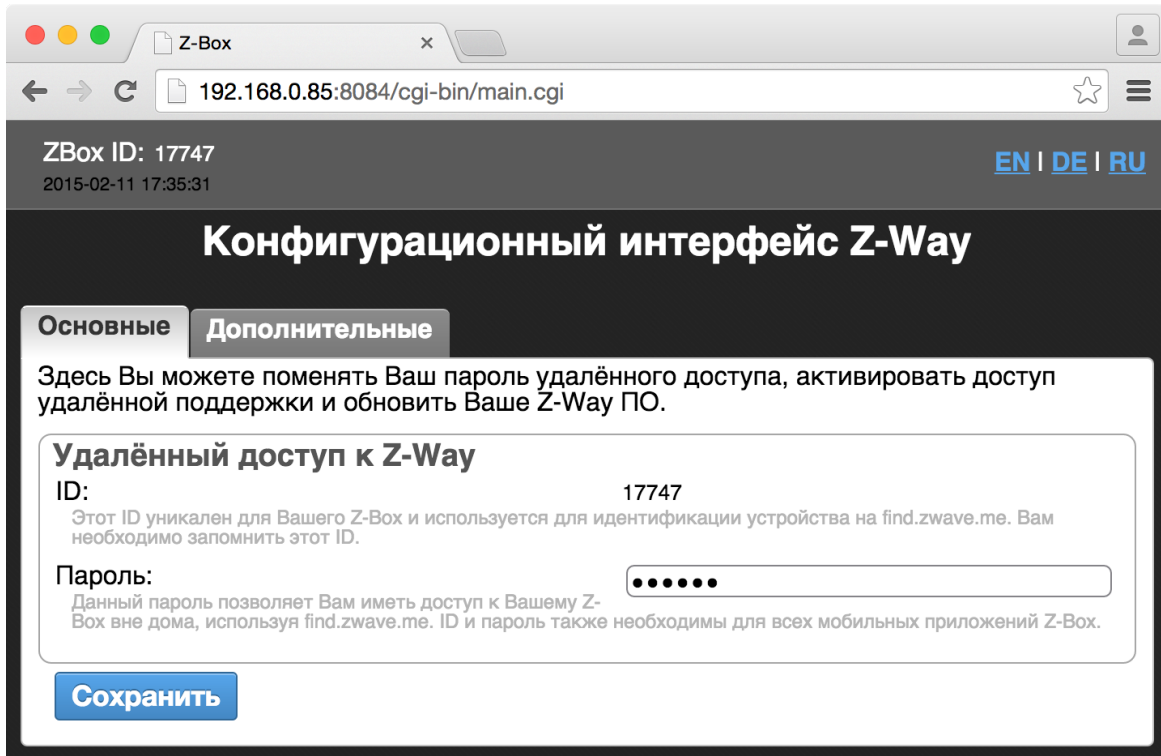 Z-Box
192.168.0.85:8084/cgi-bin/main.cgi
ZBox ID: 17747
2015-02-11 17:35:31
EN | DE | RU
Конфигурационный интерфейс Z-Way
Основные
Дополнительные
Здесь Вы можете поменять Ваш пароль удалённого доступа, активировать доступ
удалённой поддержки и обновить Ваше Z-Way ПО.
Удалённый доступ к Z-Way
ID: 17747
Этот ID уникален для Вашего Z-Box и используется для идентификации устройства на find.zwave.me. Вам
необходимо запомнить этот ID.
Пароль: ••••••
Данный пароль позволяет Вам иметь доступ к Вашему Z-
Box вне дома, используя find.zwave.me. ID и пароль также необходимы для всех мобильных приложений Z-Box.
Сохранить